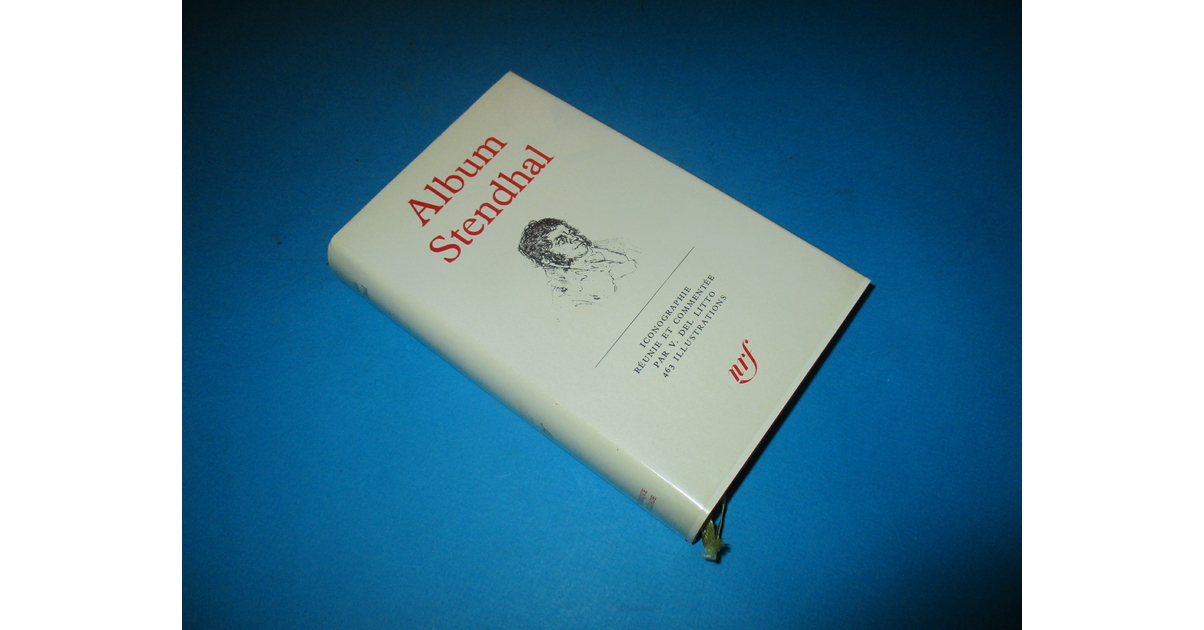 Album
Stendhal
ICONOGRAPHIE
RÉUNIE ET COMMENTÉE
PAR V. DEL LITTO
463 ILLUSTRATIONS
nrf